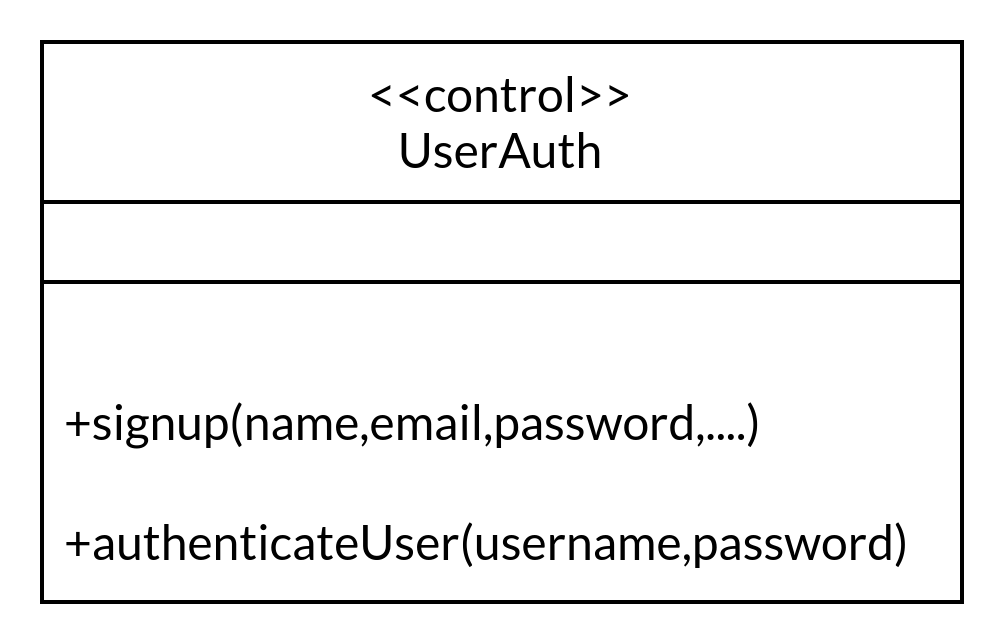 <<control>>
UserAuth
+signup(name,email,password,....)
+authenticateUser(username,password)